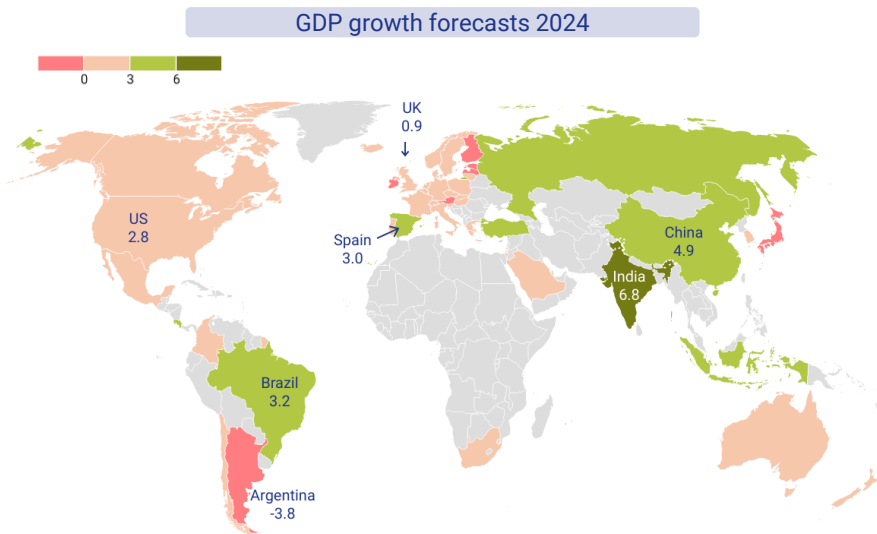 GDP growth forecasts 2024
0 3 6
UK
0.9
US
2.8
Spain
3.0
China
4.9
India
6.8
Brazil
3.2
Argentina
-3.8